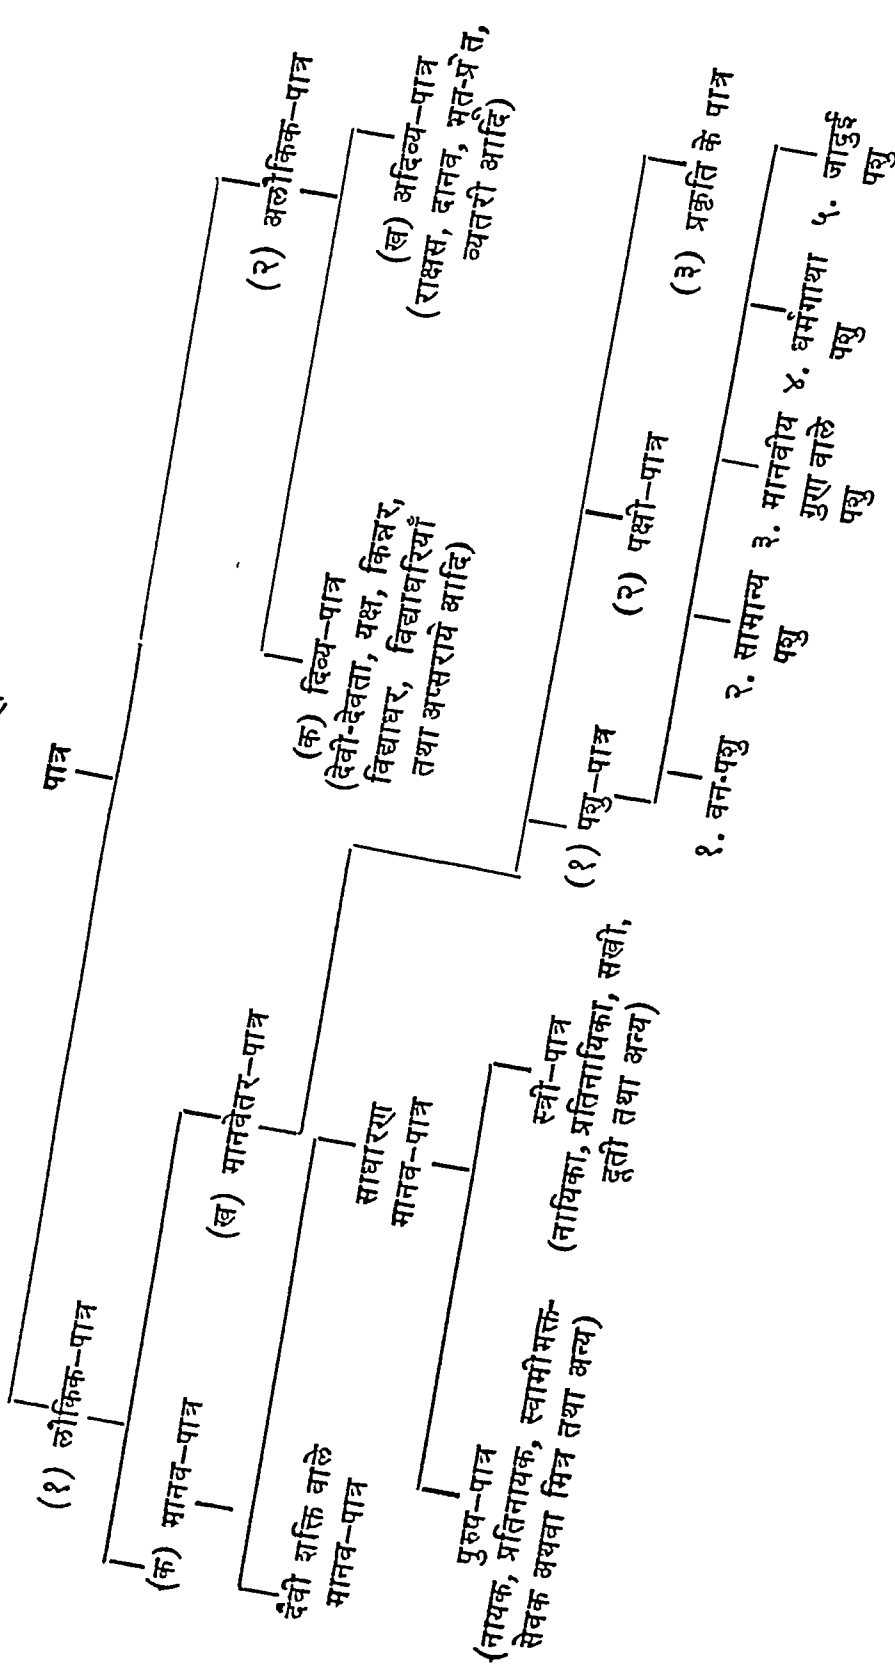 पात्र
(१) लौकिक-पात्र
(२) अलौकिक-पात्र
(क) मानव-पात्र
(ख) मानवेतर-पात्र
(क) दिव्य-पात्र
(देवी-देवता, यक्ष, किन्नर,
विद्याधर, विद्याधरियाँ
तथा अप्सरायें आदि)
(ख) अदिव्य-पात्र
(राक्षस, दानव, भूत-प्रेत,
व्यंतरी आदि)
दैवी शक्ति वाले
मानव-पात्र
साधारण
मानव-पात्र
पुरुष-पात्र
(नायक, प्रतिनायक, स्वामीभक्त-
सेवक अथवा मित्र तथा अन्य)
स्त्री-पात्र
(नायिका, प्रतिनायिका, सखी,
दूती तथा अन्य)
(१) पशु-पात्र
(२) पक्षी-पात्र
(३) प्रकृति के पात्र
१. वन-पशु
२. सामान्य
पशु
३. मानवीय
गुण वाले
पशु
४. धर्मगाथा
पशु
५. जादुई
पशु